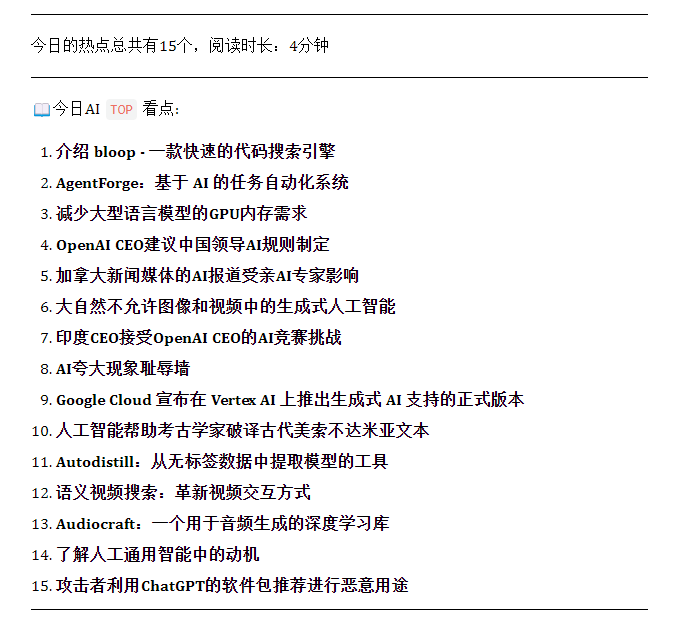 今日的热点总共有15个，阅读时长：4分钟
📖今日AI TOP 看点：
1. 介绍 bloop - 一款快速的代码搜索引擎
2. AgentForge：基于 AI 的任务自动化系统
3. 减少大型语言模型的GPU内存需求
4. OpenAI CEO建议中国领导AI规则制定
5. 加拿大新闻媒体的AI报道受亲AI专家影响
6. 大自然不允许图像和视频中的生成式人工智能
7. 印度CEO接受OpenAI CEO的AI竞赛挑战
8. AI夸大现象耻辱墙
9. Google Cloud 宣布在 Vertex AI 上推出生成式 AI 支持的正式版本
10. 人工智能帮助考古学家破译古代美索不达米亚文本
11. Autodistill：从无标签数据中提取模型的工具
12. 语义视频搜索：革新视频交互方式
13. Audiocraft：一个用于音频生成的深度学习库
14. 了解人工通用智能中的动机
15. 攻击者利用ChatGPT的软件包推荐进行恶意用途